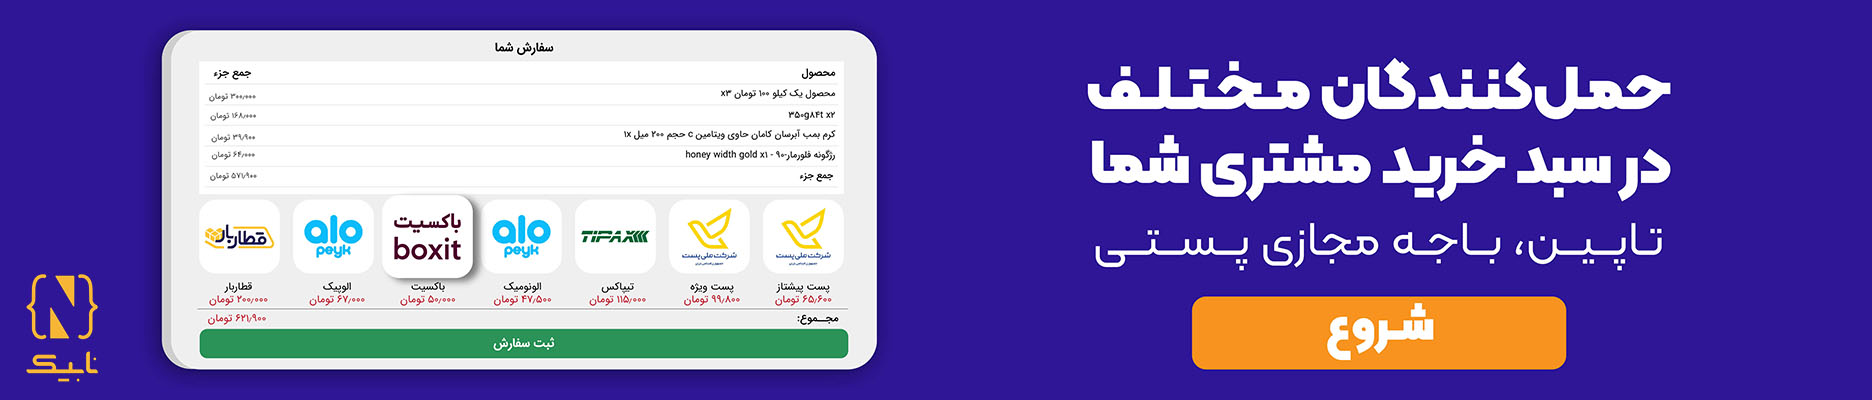 حمل‌کنندگان مختلف
در سبد خرید مشتری شما
تاپین، باجه مجازی پستی
شروع
سفارش شما
محصول جمع جزء
محصول یک کیلو ۱۰۰ تومان x۳ ۳۰۰٫۰۰۰ تومان
۳۵۰g۸۴t x۲ ۱۶۸٫۰۰۰ تومان
کرم بمب آبرسان کامان حاوی ویتامین c حجم ۲۰۰ میل x۱ ۳۹٫۹۰۰ تومان
رژگونه فلورمار-۹۰ - honey width gold x۱ ۶۴٫۰۰۰ تومان
جمع جزء ۵۷۱٫۹۰۰ تومان
شرکت ملی پست
شرکت ملی پست
TIPAX
alo
peyk
باکسیت
boxit
alo
peyk
قطاربار
پست پیشتاز پست ویژه تیپاکس الونومیک باکسیت الوپیک قطاربار
۶۵٫۶۰۰ تومان ۹۹٫۸۰۰ تومان ۱۱۵٫۰۰۰ تومان ۴۷٫۵۰۰ تومان ۵۰٫۰۰۰ تومان ۶۷٫۰۰۰ تومان ۲۰۰٫۰۰۰ تومان
مجــموع: ۶۲۱٫۹۰۰ تومان
ثبت سفارش
نابیک